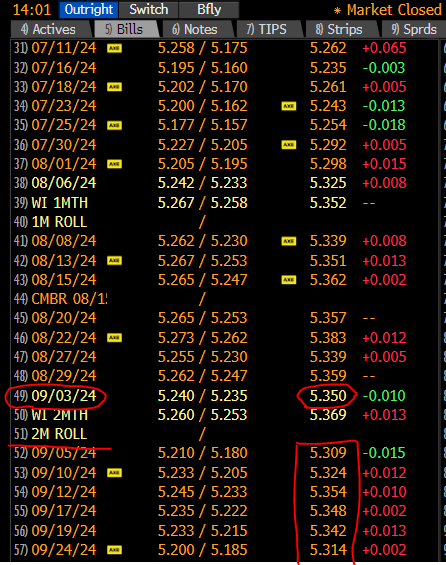 14:01 Outright Switch Bfly * Market Closed
4) Actives 5) Bills 6) Notes 7) TIPS 8) Strips 9) Sprds
31) 07/11/24 AXE 5.258 / 5.175 5.262 +0.065
32) 07/16/24 5.195 / 5.160 5.235 -0.003
33) 07/18/24 AXE 5.202 / 5.170 5.261 +0.005
34) 07/23/24 5.200 / 5.162 AXE 5.243 -0.013
35) 07/25/24 AXE 5.177 / 5.157 5.254 -0.018
36) 07/30/24 5.227 / 5.205 AXE 5.292 +0.005
37) 08/01/24 AXE 5.205 / 5.195 5.298 +0.015
38) 08/06/24 5.242 / 5.233 5.325 +0.008
39) WI 1MTH 5.267 / 5.258 5.352 --
40) 1M ROLL /
41) 08/08/24 5.262 / 5.230 AXE 5.339 +0.008
42) 08/13/24 AXE 5.267 / 5.253 5.351 +0.013
43) 08/15/24 5.265 / 5.247 AXE 5.362 +0.002
44) CMBR 08/15 /
45) 08/20/24 5.265 / 5.253 5.357 --
46) 08/22/24 AXE 5.273 / 5.262 5.383 +0.012
47) 08/27/24 5.255 / 5.230 5.339 +0.005
48) 08/29/24 5.262 / 5.247 5.359 --
49) 09/03/24 5.240 / 5.235 5.350 -0.010
50) WI 2MTH 5.260 / 5.253 5.369 +0.013
51) 2M ROLL /
52) 09/05/24 5.210 / 5.180 5.309 -0.015
53) 09/10/24 AXE 5.233 / 5.205 5.324 +0.012
54) 09/12/24 5.245 / 5.233 5.354 +0.010
55) 09/17/24 5.235 / 5.222 5.348 +0.002
56) 09/19/24 5.233 / 5.215 5.342 +0.013
57) 09/24/24 AXE 5.200 / 5.185 5.314 +0.002